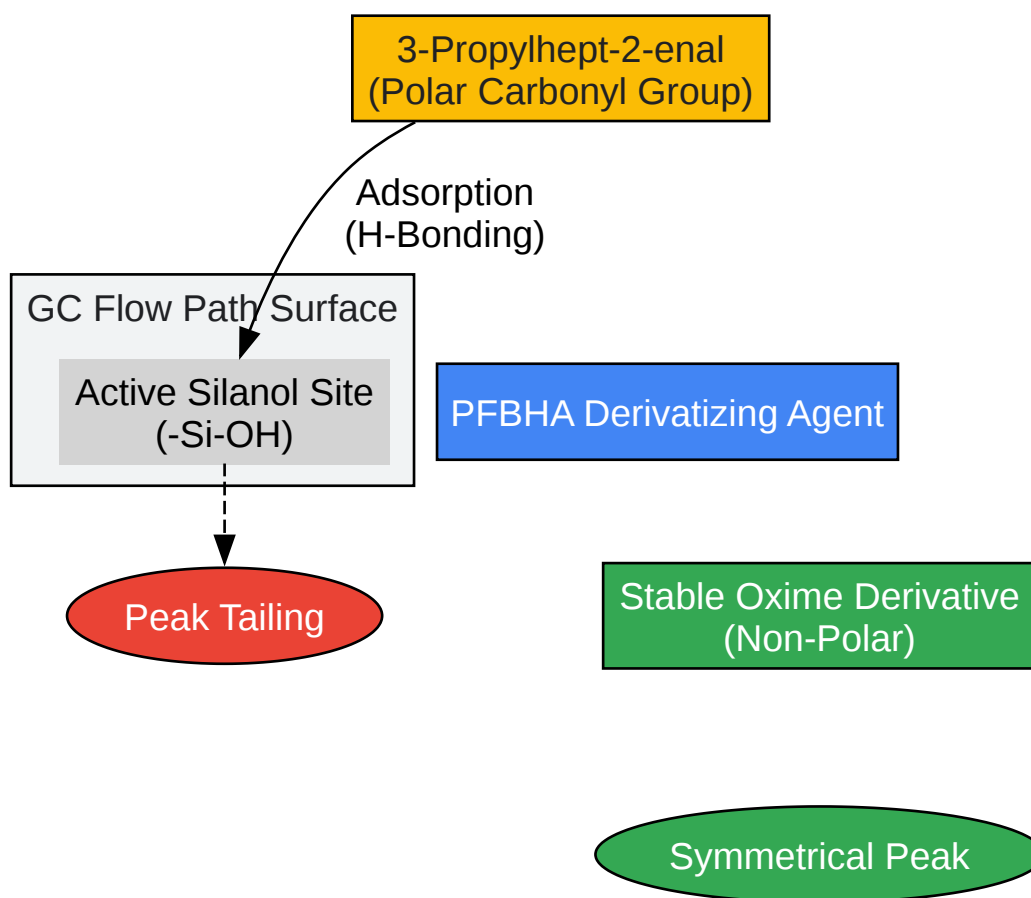 3-Propylhept-2-enal
(Polar Carbonyl Group)
Adsorption
(H-Bonding)
GC Flow Path Surface
Active Silanol Site
(-Si-OH)
PFBHA Derivatizing Agent
Peak Tailing
Stable Oxime Derivative
(Non-Polar)
Symmetrical Peak